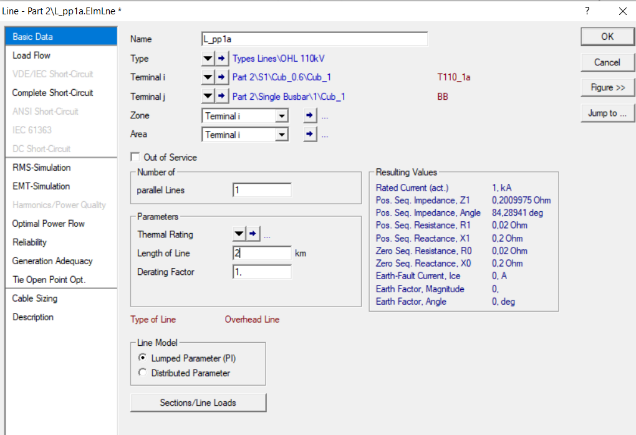 Line - Part 2\L_pp1a.ElmLne *
? ×
Basic Data
Load Flow
VDE/IEC Short-Circuit
Complete Short-Circuit
ANSI Short-Circuit
IEC 61363
DC Short-Circuit
RMS-Simulation
EMT-Simulation
Harmonics/Power Quality
Optimal Power Flow
Reliability
Generation Adequacy
Tie Open Point Opt.
Cable Sizing
Description
Name L_pp1a
Type Types Lines\OHL 110kV
Terminal i Part 2\S1\Cub_0.6\Cub_1 T110_1a
Terminal j Part 2\Single Busbar\1\Cub_1 BB
Zone Terminal i ...
Area Terminal i ...
Out of Service
Number of
parallel Lines 1
Parameters
Thermal Rating ...
Length of Line 2 km
Derating Factor 1.
Type of Line Overhead Line
Line Model
Lumped Parameter (PI)
Distributed Parameter
Sections/Line Loads
Resulting Values
Rated Current (act.) 1, kA
Pos. Seq. Impedance, Z1 0,2009975 Ohm
Pos. Seq. Impedance, Angle 84,28941 deg
Pos. Seq. Resistance, R1 0,02 Ohm
Pos. Seq. Reactance, X1 0,2 Ohm
Zero Seq. Resistance, R0 0,02 Ohm
Zero Seq. Reactance, X0 0,2 Ohm
Earth-Fault Current, Ice 0, A
Earth Factor, Magnitude 0,
Earth Factor, Angle 0, deg
OK
Cancel
Figure >>
Jump to ...